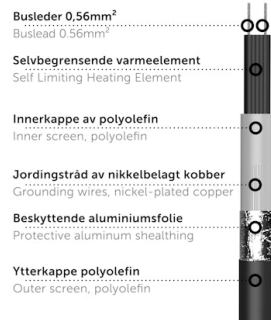 Busleder 0,56mm²
Buslead 0.56mm²
Selvbegrensende varmeelement
Self Limiting Heating Element
Innerkappe av polyolefin
Inner screen, polyolefin
Jordingstråd av nikkelbelagt kobber
Grounding wires, nickel-plated copper
Beskyttende aluminiumsfolie
Protective aluminum shealthing
Ytterkappe polyolefin
Outer screen, polyolefin